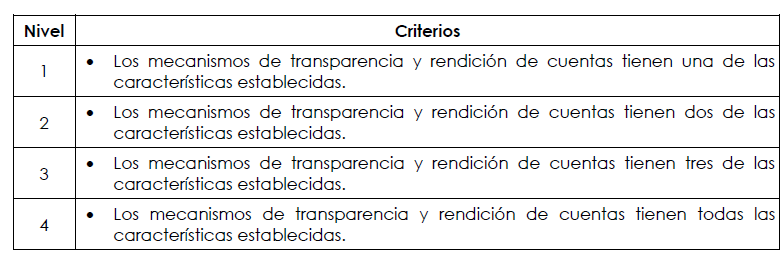 Nivel Criterios
1 • Los mecanismos de transparencia y rendición de cuentas tienen una de las
características establecidas.
2 • Los mecanismos de transparencia y rendición de cuentas tienen dos de las
características establecidas.
3 • Los mecanismos de transparencia y rendición de cuentas tienen tres de las
características establecidas.
4 • Los mecanismos de transparencia y rendición de cuentas tienen todas las
características establecidas.